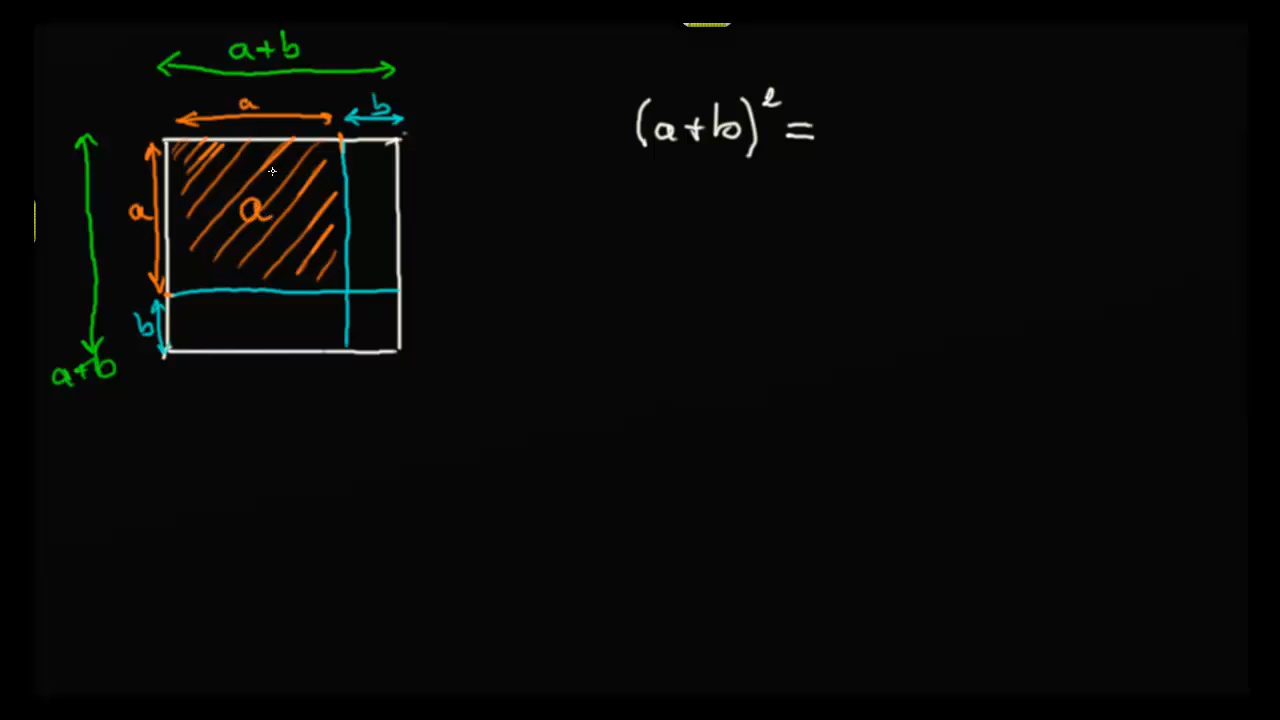 a+b
a b
(a+b)² =
a
a
b
a+b